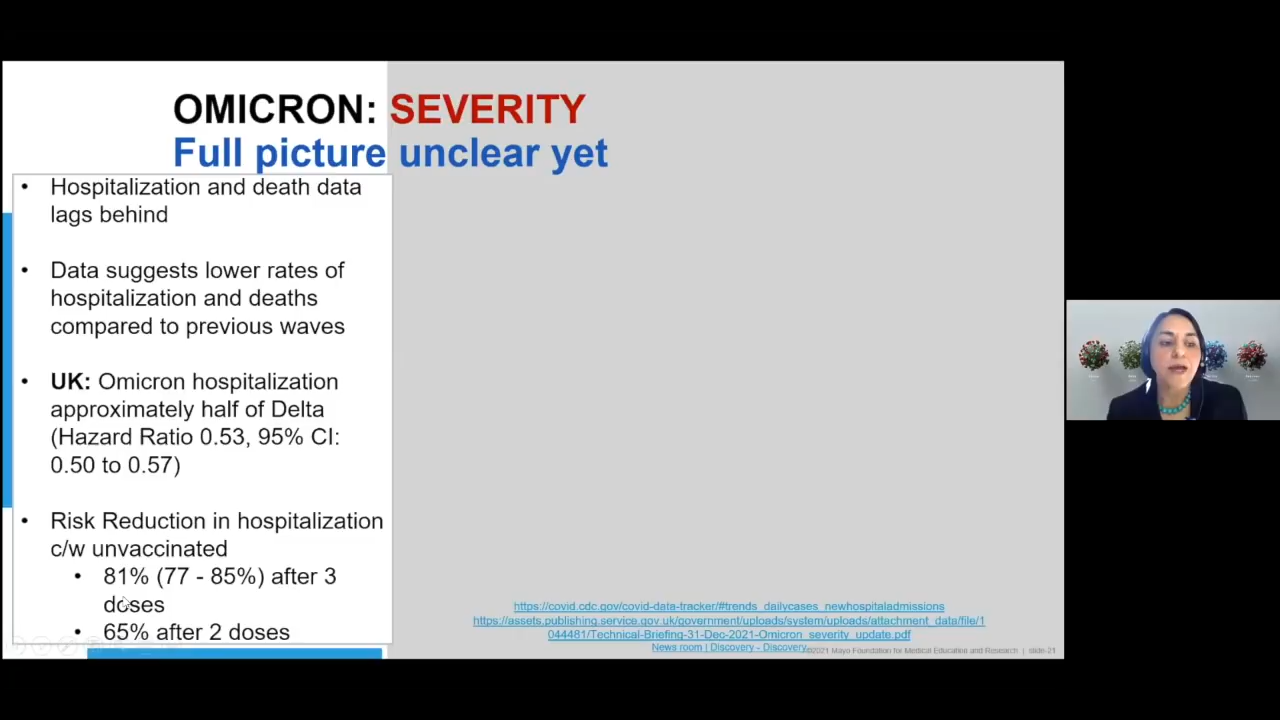 OMICRON: SEVERITY
Full picture unclear yet
• Hospitalization and death data
lags behind
• Data suggests lower rates of
hospitalization and deaths
compared to previous waves
• UK: Omicron hospitalization
approximately half of Delta
(Hazard Ratio 0.53, 95% CI:
0.50 to 0.57)
• Risk Reduction in hospitalization
c/w unvaccinated
• 81% (77 - 85%) after 3
doses
• 65% after 2 doses
https://covid.cdc.gov/covid-data-tracker/#trends_dailycases_newhospitaladmissions
https://assets.publishing.service.gov.uk/government/uploads/system/uploads/attachment_data/file/1
044481/Technical-Briefing-31-Dec-2021-Omicron_severity_update.pdf
News room | Discovery - Discovery
©2021 Mayo Foundation for Medical Education and Research | slide-21